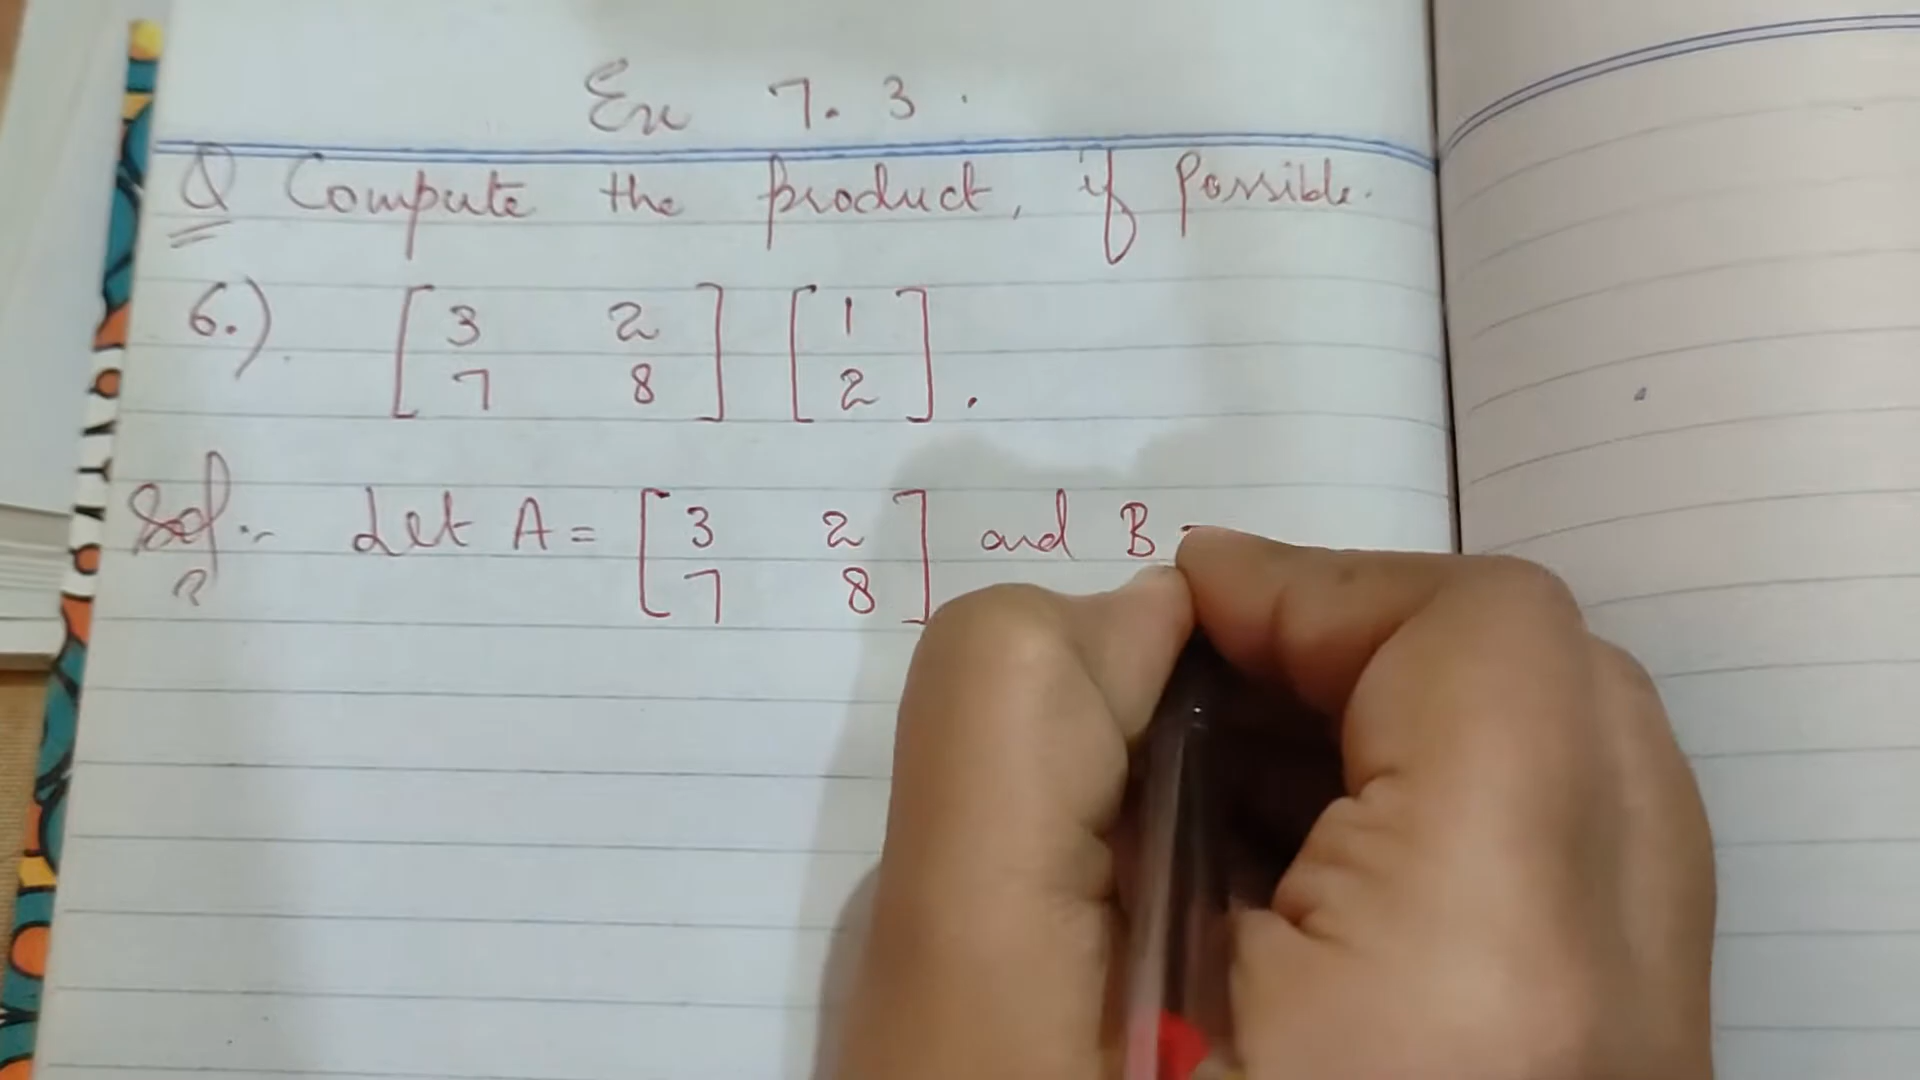 Ex 7.3.
Q Compute the product, if possible.
6.) [ 3 2 ] [ 1 ]
[ 7 8 ] [ 2 ] .
Sol:- Let A = [ 3 2 ] and B =
[ 7 8 ]